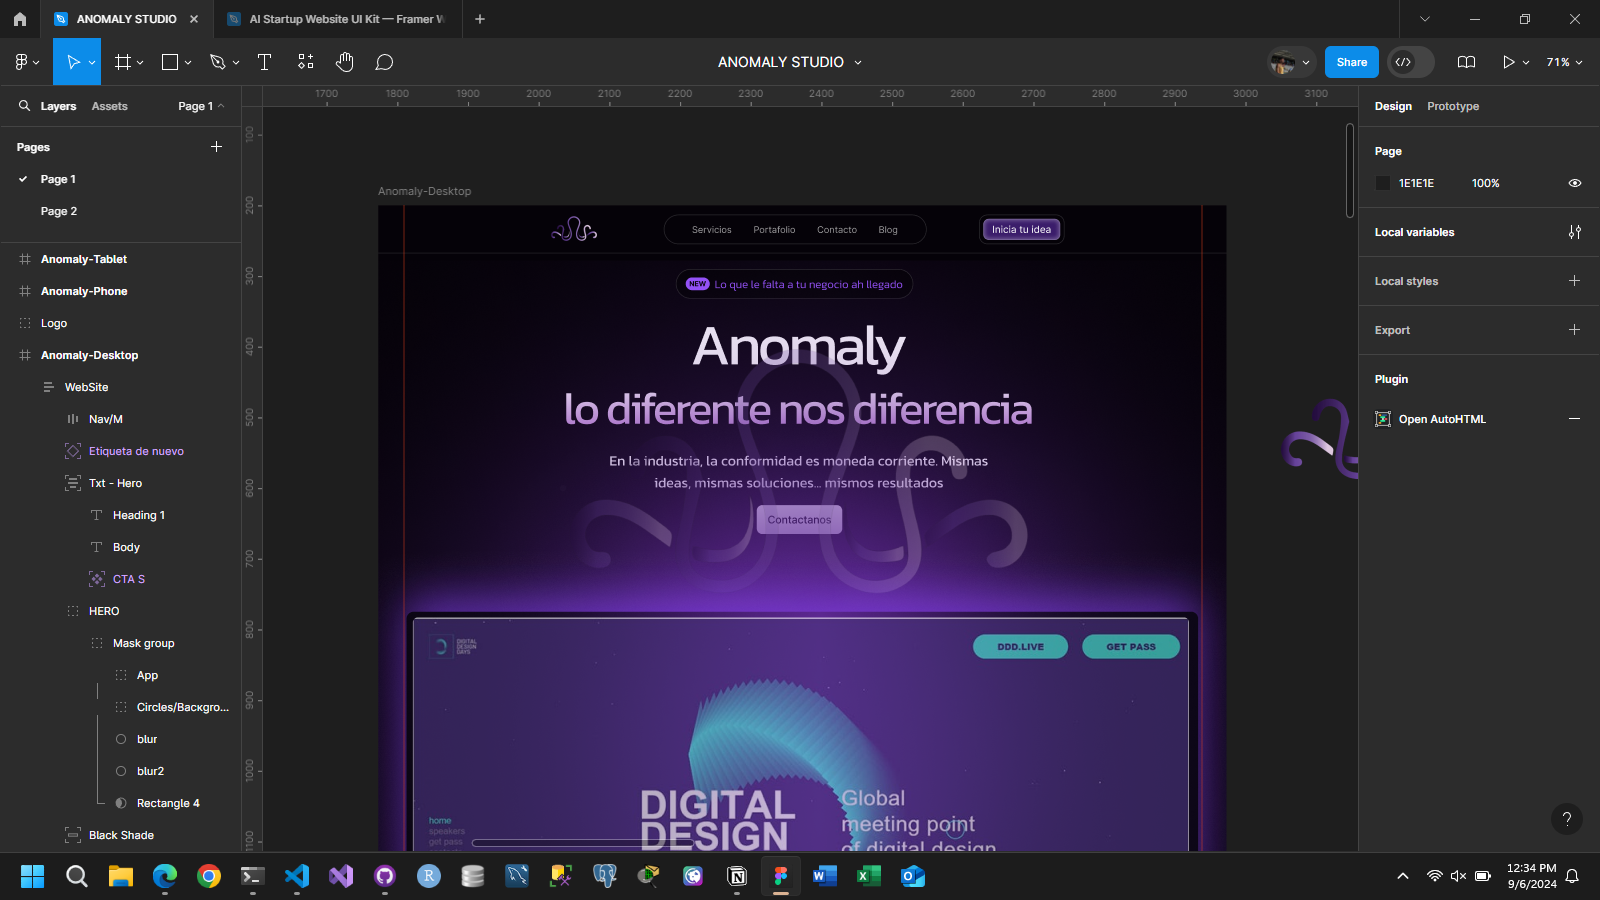 ANOMALY STUDIO
AI Startup Website UI Kit — Framer W
ANOMALY STUDIO
Share
71%
Layers
Assets
Page 1
1700
1800
1900
2000
2100
2200
2300
2400
2500
2600
2700
2800
2900
3000
3100
Design
Prototype
Pages
Page 1
Page 2
Anomaly-Tablet
Anomaly-Phone
Logo
Anomaly-Desktop
WebSite
Nav/M
Etiqueta de nuevo
Txt - Hero
Heading 1
Body
CTA S
HERO
Mask group
App
Circles/Backgro...
blur
blur2
Rectangle 4
Black Shade
100
200
300
400
500
600
700
800
900
1000
1100
Anomaly-Desktop
Servicios
Portafolio
Contacto
Blog
Inicia tu idea
NEW Lo que le falta a tu negocio ah llegado
Anomaly
lo diferente nos diferencia
En la industria, la conformidad es moneda corriente. Mismas
ideas, mismas soluciones... mismos resultados
Contactanos
DIGITAL
DESIGN
DAYS
DDD.LIVE
GET PASS
home
speakers
get pass
DIGITAL
DESIGN
Global
meeting point
of digital design
Page
1E1E1E
100%
Local variables
Local styles
Export
Plugin
Open AutoHTML
?
12:34 PM
9/6/2024